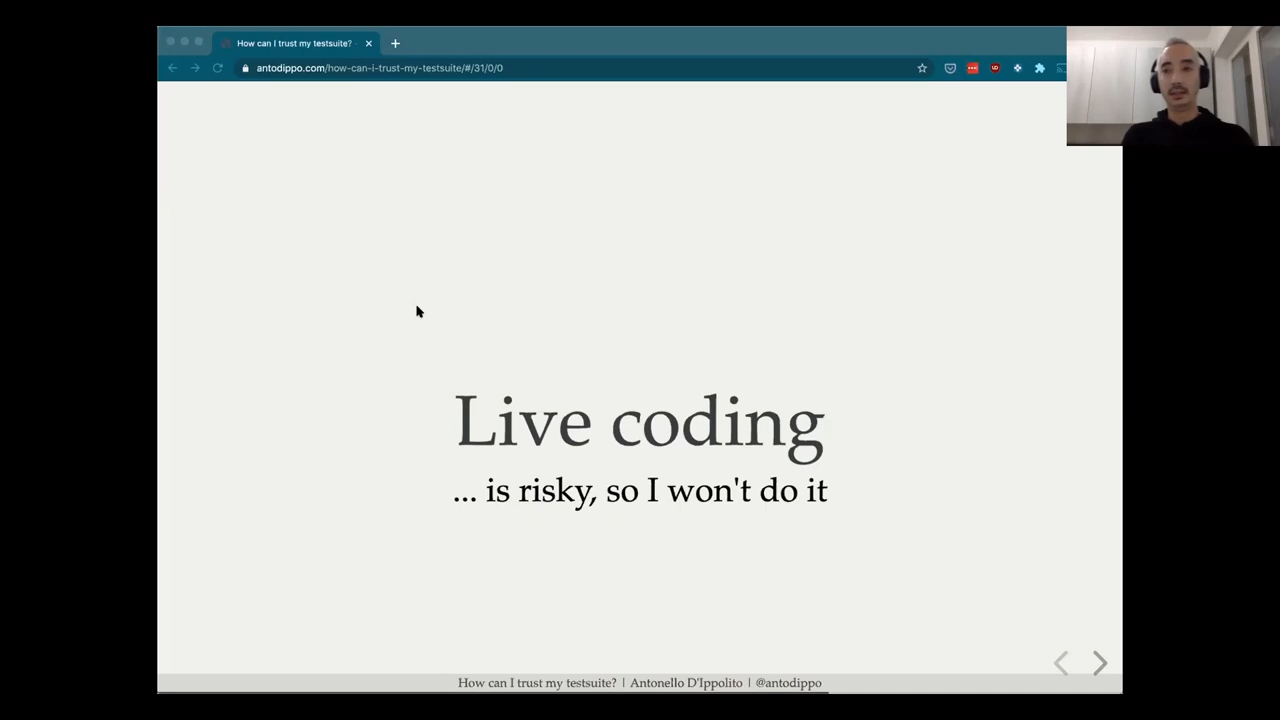 How can I trust my testsuite?
antodippo.com/how-can-i-trust-my-testsuite/#/31/0/0
Live coding
... is risky, so I won't do it
How can I trust my testsuite? | Antonello D'Ippolito | @antodippo